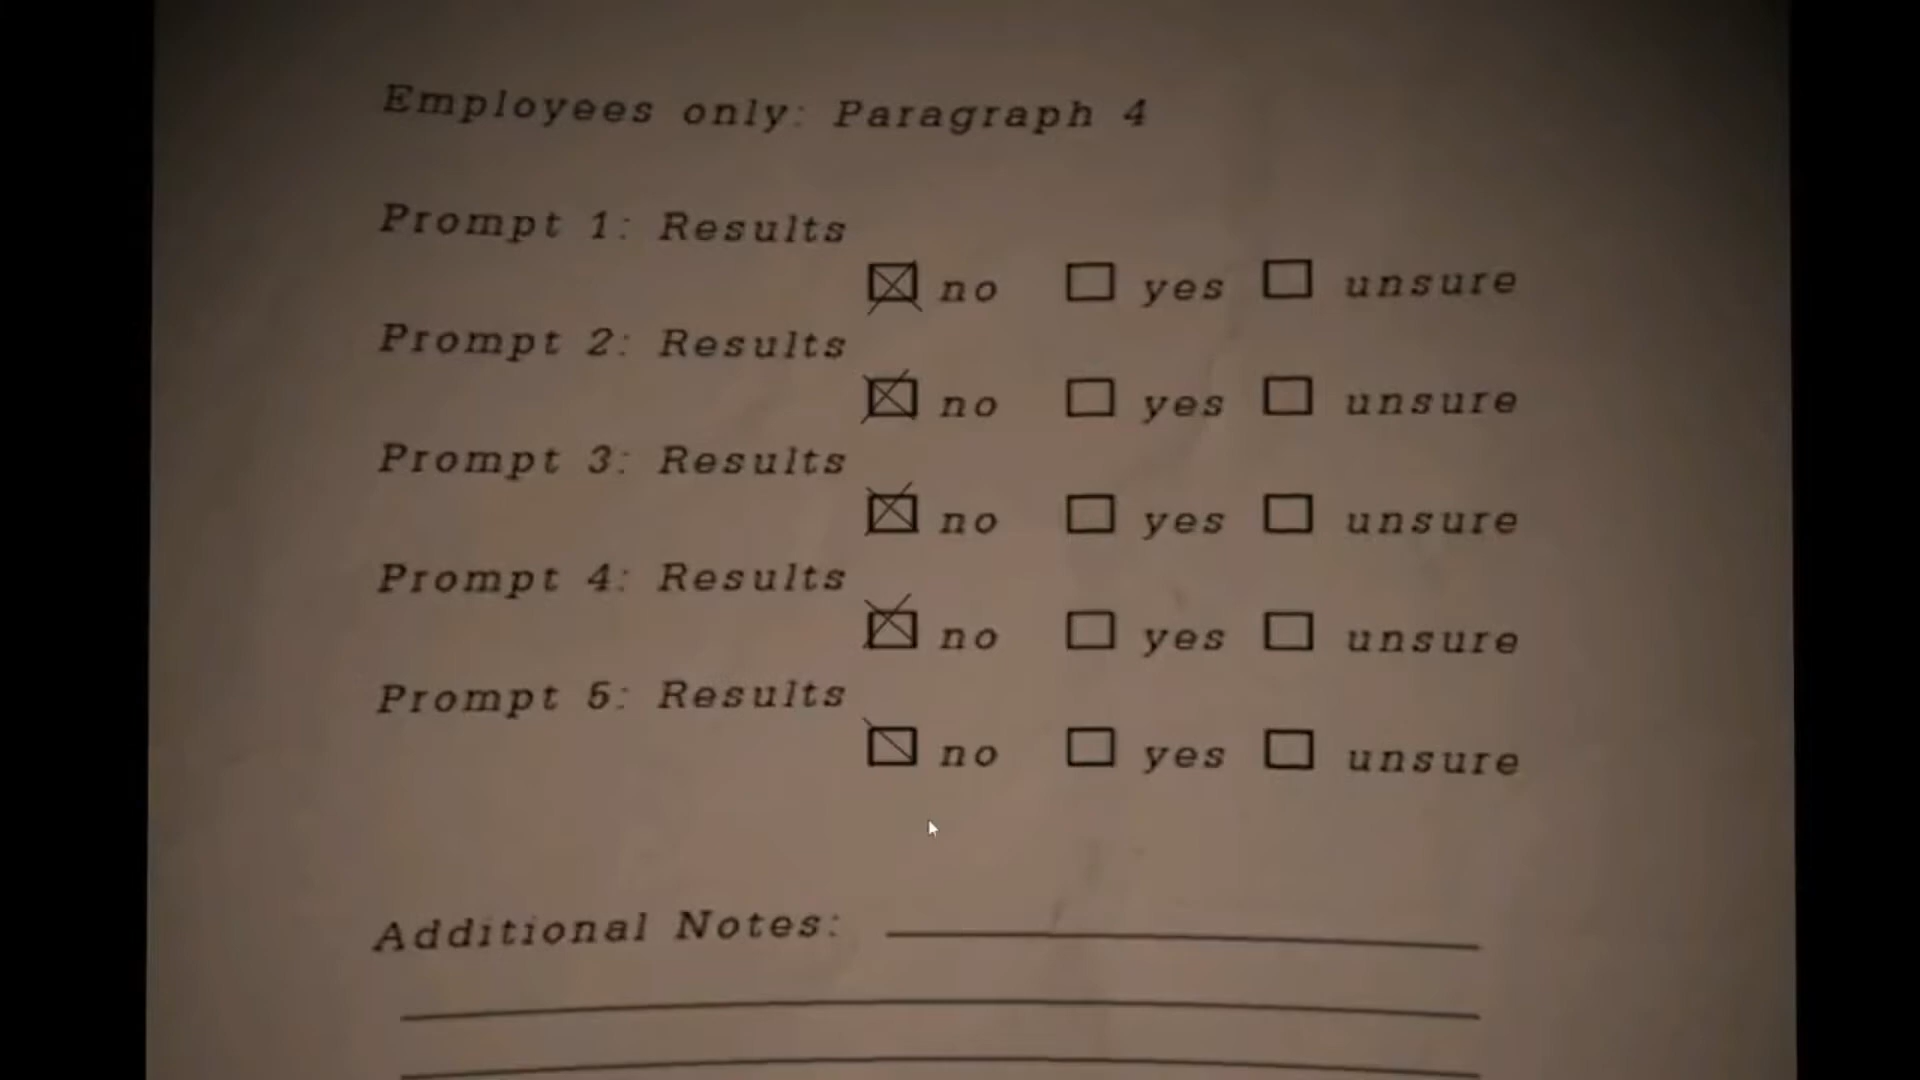 Employees only: Paragraph 4
Prompt 1: Results
no yes unsure
Prompt 2: Results
no yes unsure
Prompt 3: Results
no yes unsure
Prompt 4: Results
no yes unsure
Prompt 5: Results
no yes unsure
Additional Notes: